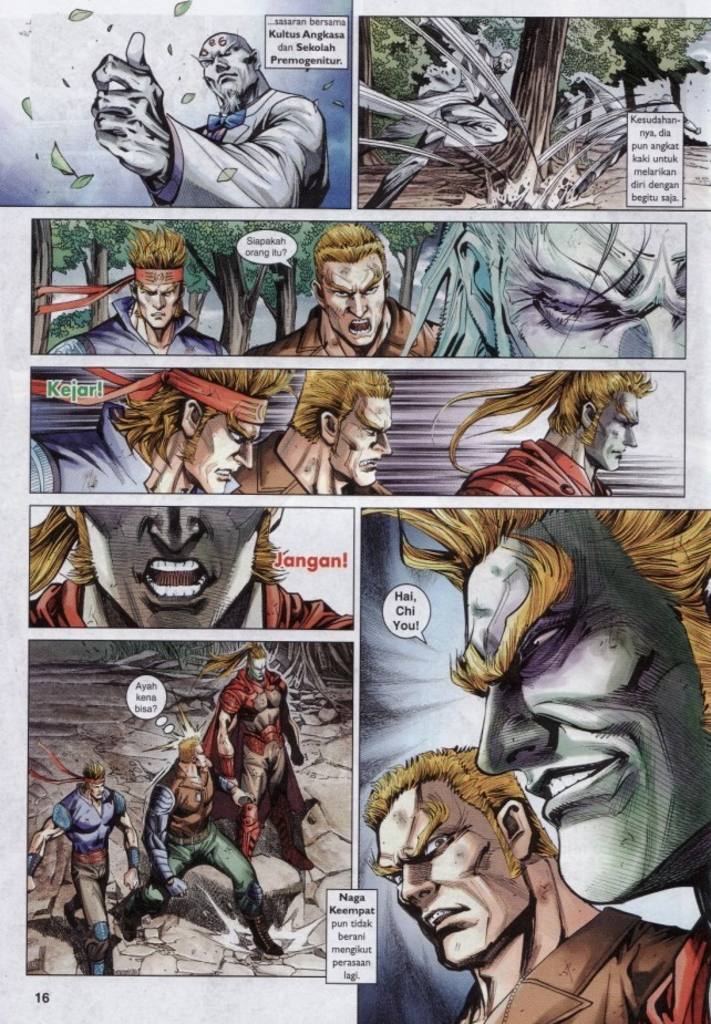 ...sasaran bersama
Kultus Angkasa
dan Sekolah
Premogenitur.
Kesudahan-
nya, dia
pun angkat
kaki untuk
melarikan
diri dengan
begitu saja.
Siapakah
orang itu?
Kejar!
Jangan!
Hai,
Chi
You!
Ayah
kena
bisa?
Naga
Keempat
pun tidak
berani
mengikut
perasaan
lagi.
16